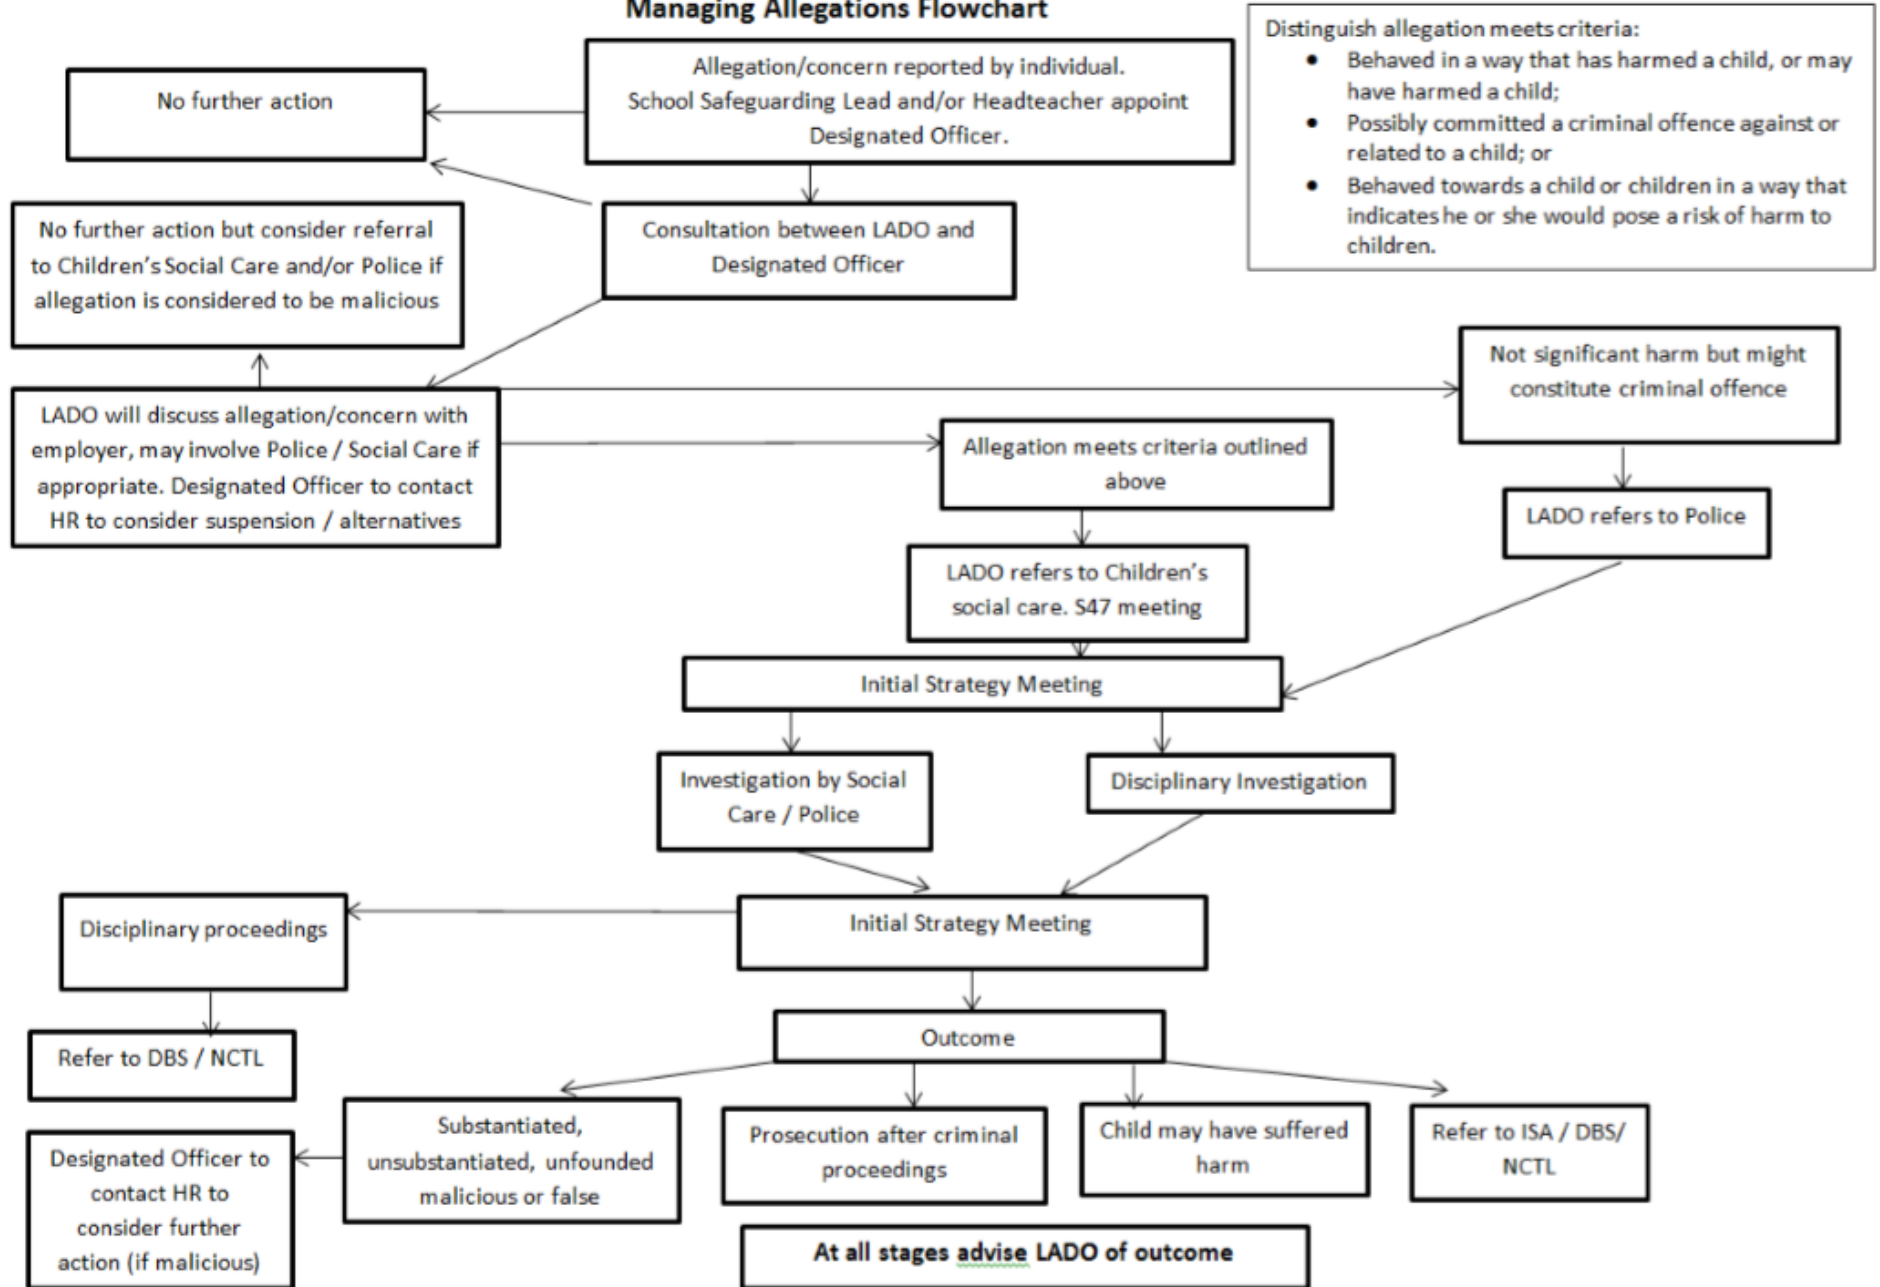 Managing Allegations Flowchart
Distinguish allegation meets criteria:
• Behaved in a way that has harmed a child, or may
have harmed a child;
• Possibly committed a criminal offence against or
related to a child; or
• Behaved towards a child or children in a way that
indicates he or she would pose a risk of harm to
children.
Allegation/concern reported by individual.
School Safeguarding Lead and/or Headteacher appoint
Designated Officer.
No further action
Consultation between LADO and
Designated Officer
No further action but consider referral
to Children's Social Care and/or Police if
allegation is considered to be malicious
LADO will discuss allegation/concern with
employer, may involve Police / Social Care if
appropriate. Designated Officer to contact
HR to consider suspension / alternatives
Not significant harm but might
constitute criminal offence
Allegation meets criteria outlined
above
LADO refers to Police
LADO refers to Children's
social care. S47 meeting
Initial Strategy Meeting
Investigation by Social
Care / Police
Disciplinary Investigation
Initial Strategy Meeting
Disciplinary proceedings
Refer to DBS / NCTL
Outcome
Substantiated,
unsubstantiated, unfounded
malicious or false
Prosecution after criminal
proceedings
Child may have suffered
harm
Refer to ISA / DBS/
NCTL
Designated Officer to
contact HR to
consider further
action (if malicious)
At all stages advise LADO of outcome